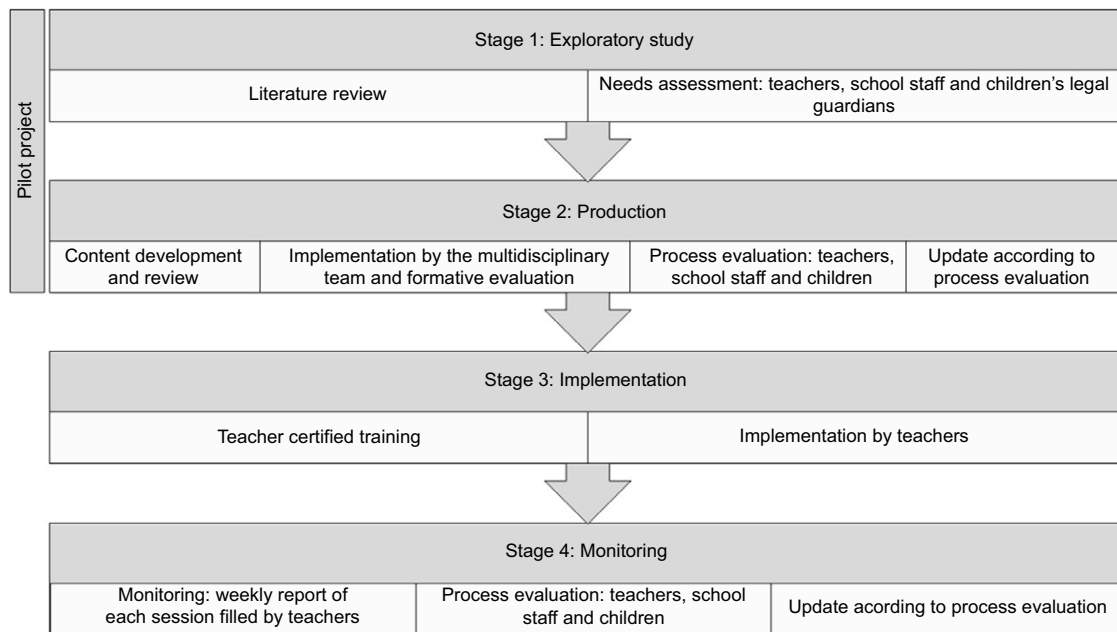 Pilot project
Stage 1: Exploratory study
Literature review
Needs assessment: teachers, school staff and children’s legal
guardians
Stage 2: Production
Content development
and review
Implementation by the multidisciplinary
team and formative evaluation
Process evaluation: teachers,
school staff and children
Update according to
process evaluation
Stage 3: Implementation
Teacher certified training
Implementation by teachers
Stage 4: Monitoring
Monitoring: weekly report of
each session filled by teachers
Process evaluation: teachers, school
staff and children
Update acording to process evaluation